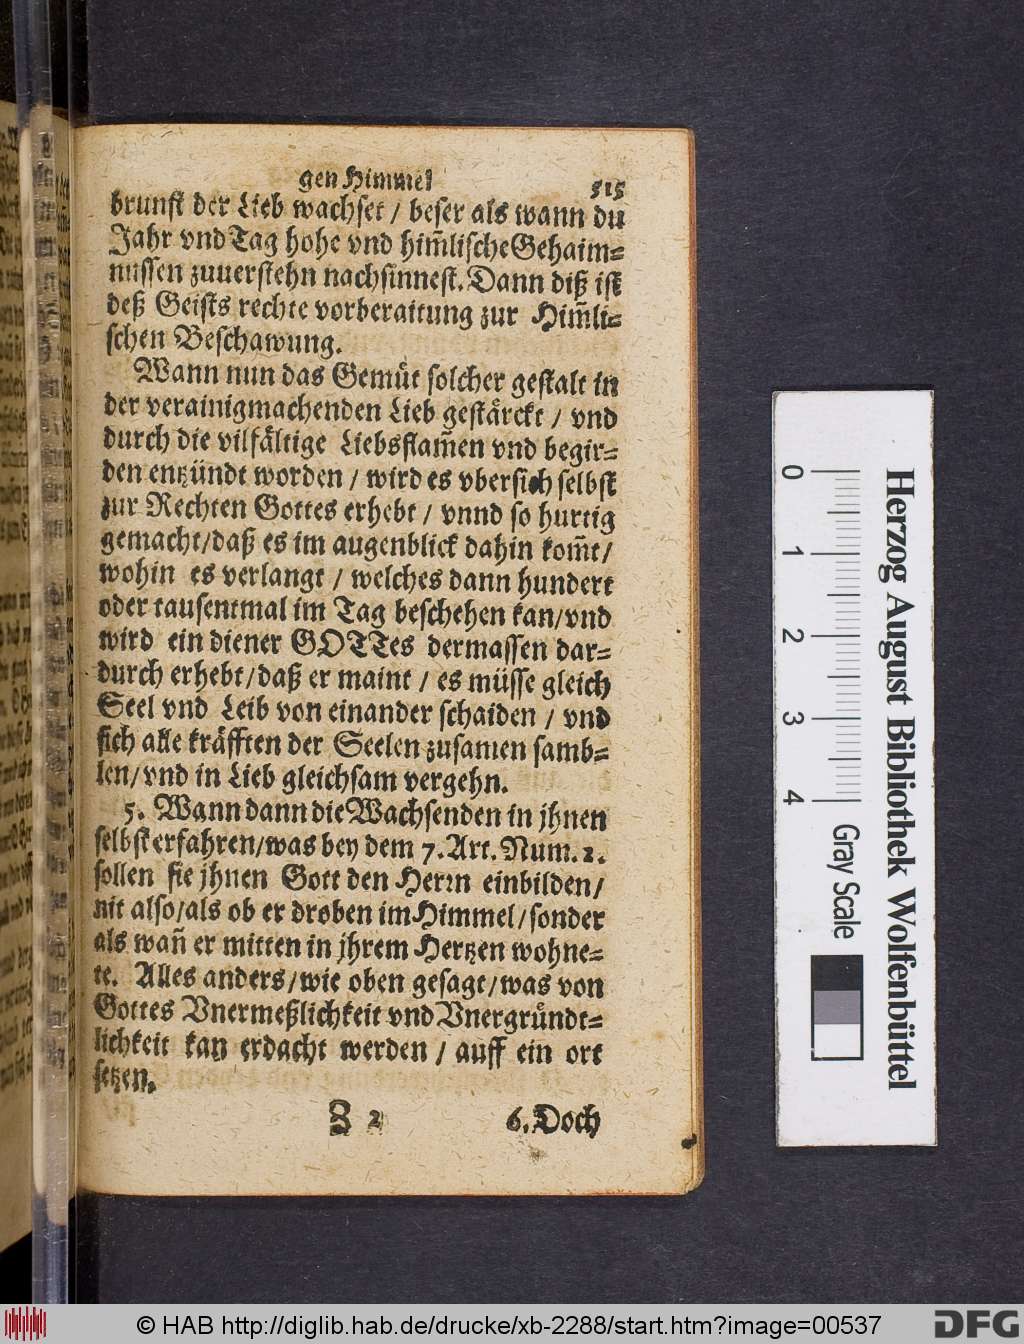 gen Himmel 515
brunst der Lieb wachset / beser als wann du
Jahr vnd Tag hohe vnd him̃lische Gehaim⸗
nussen zuuerstehn nachsinnest. Dann diß ist
deß Geists rechte vorberaitung zur Him̃li⸗
schen Beschawung.
Wann nun das Gemüt solcher gestalt in
der verainigmachenden Lieb gestärckt / vnd
durch die vilfältige Liebsflam̃en vnd begir⸗
den entzündt worden / wird es vbersich selbst
zur Rechten Gottes erhebt / vnnd so hurtig
gemacht/daß es im augenblick dahin kom̃t/
wohin es verlangt / welches dann hundert
oder tausentmal im Tag beschehen kan/vnd
wird ein diener GOTTes dermassen dar⸗
durch erhebt/daß er maint / es müsse gleich
Seel vnd Leib von einander schaiden / vnd
sich alle kräfften der Seelen zusamen samb⸗
len/vnd in Lieb gleichsam vergehn.
5. Wann dann die Wachsenden in jhnen
selbst erfahren/was bey dem 7. Art. Num. 2.
sollen sie jhnen Gott den Herrn einbilden/
nit also/als ob er droben im Himmel/sonder
als wañ er mitten in jhrem Hertzen wohne⸗
te. Alles anders/wie oben gesagt/was von
Gottes Vnermeßlichkeit vnd Vnergründt⸗
lichkeit kan erdacht werden / auff ein ort
setzen.
Z 2 6. Doch
0 1 2 3 4
Gray Scale
Herzog August Bibliothek Wolfenbüttel
© HAB http://diglib.hab.de/drucke/xb-2288/start.htm?image=00537
DFG